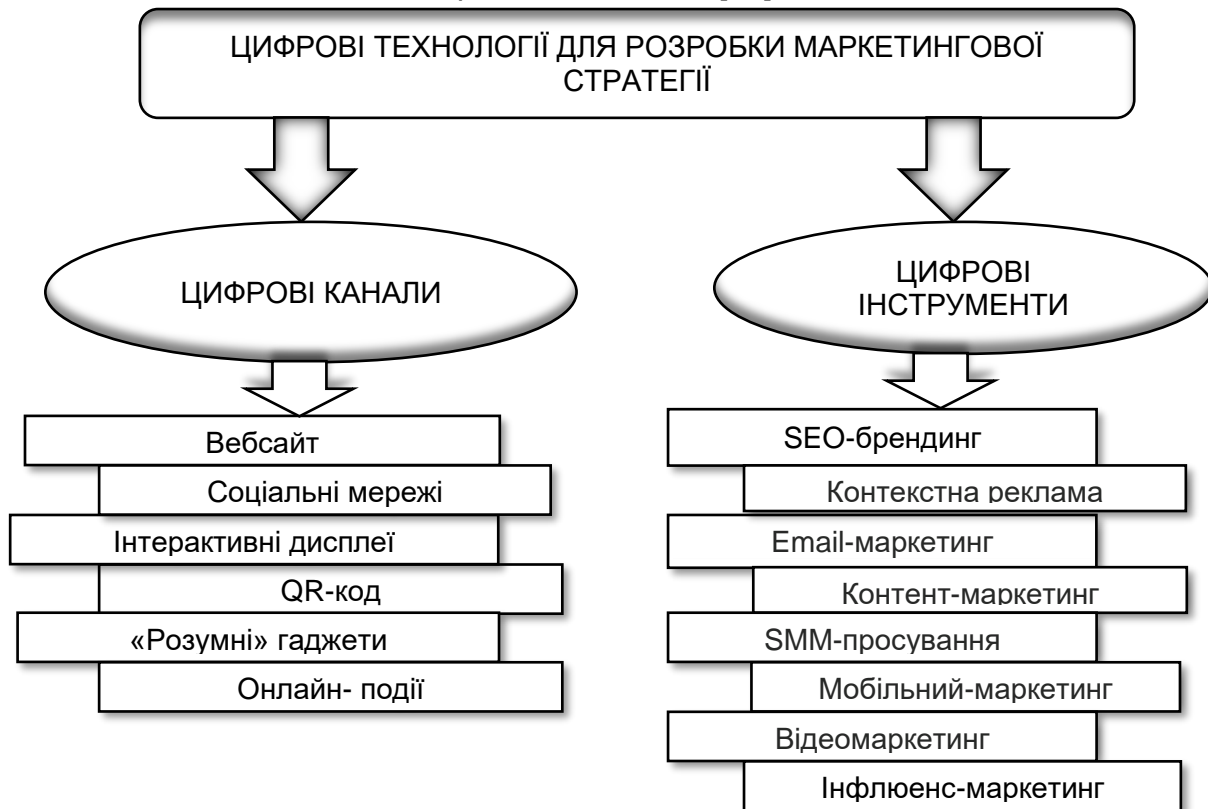 ЦИФРОВІ ТЕХНОЛОГІЇ ДЛЯ РОЗРОБКИ МАРКЕТИНГОВОЇ
СТРАТЕГІЇ
ЦИФРОВІ КАНАЛИ
Вебсайт
Соціальні мережі
Інтерактивні дисплеї
QR-код
«Розумні» гаджети
Онлайн- події
ЦИФРОВІ
ІНСТРУМЕНТИ
SEO-брендинг
Контекстна реклама
Email-маркетинг
Контент-маркетинг
SMM-просування
Мобільний-маркетинг
Відеомаркетинг
Інфлюенс-маркетинг